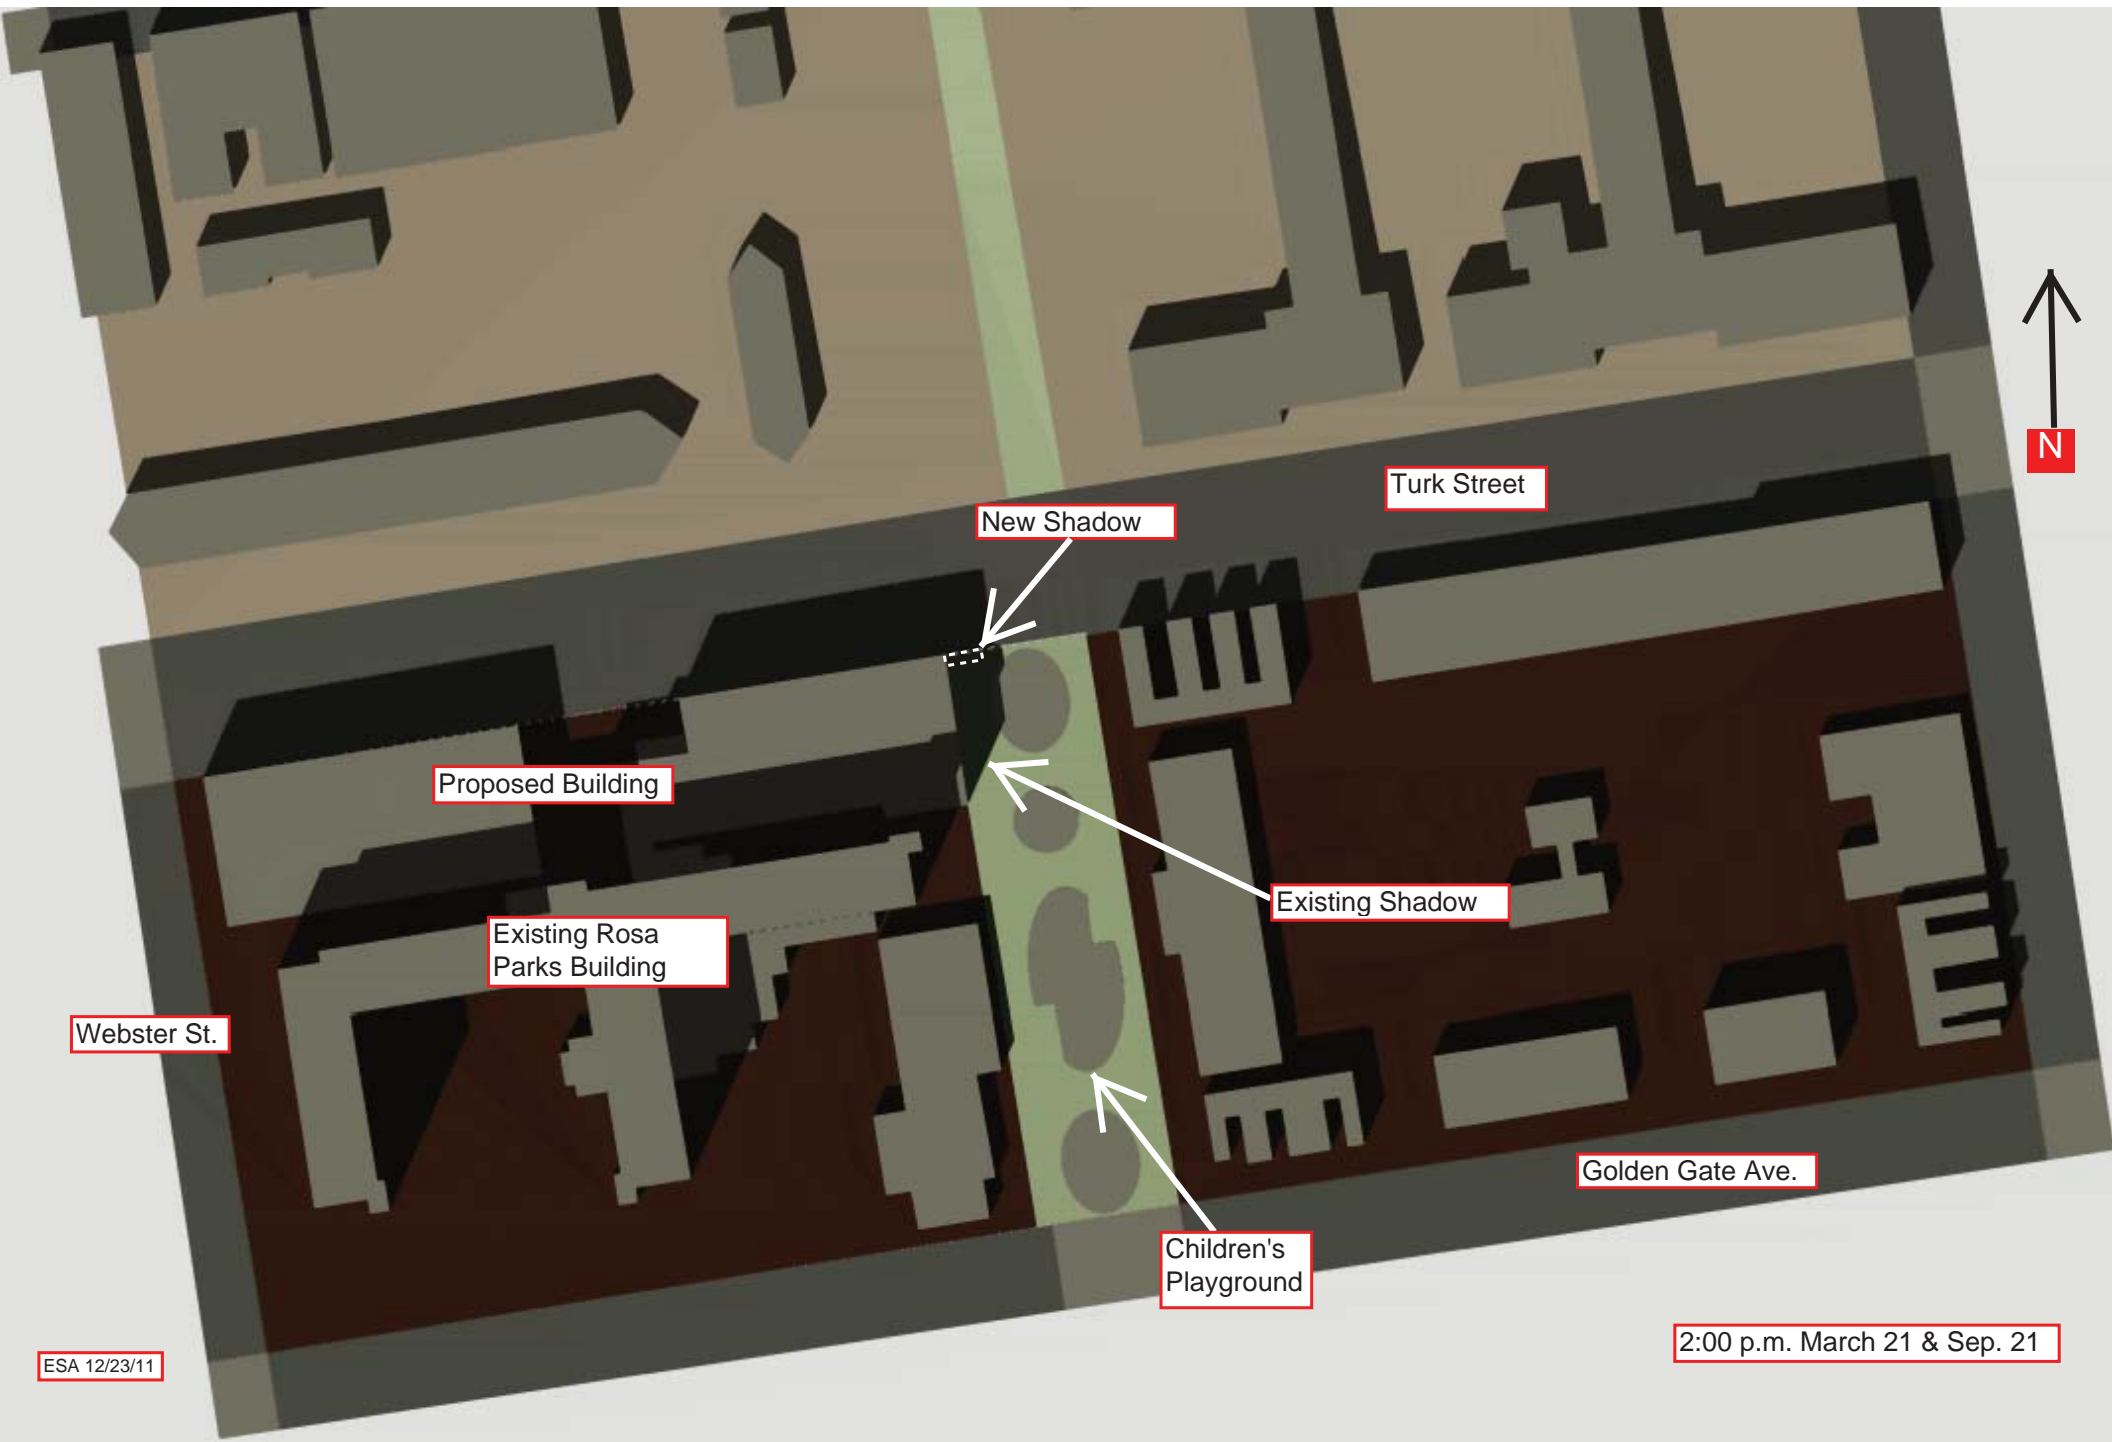 N
Turk Street
New Shadow
Proposed Building
Existing Shadow
Existing Rosa
Parks Building
Webster St.
Golden Gate Ave.
Children's
Playground
2:00 p.m. March 21 & Sep. 21
ESA 12/23/11